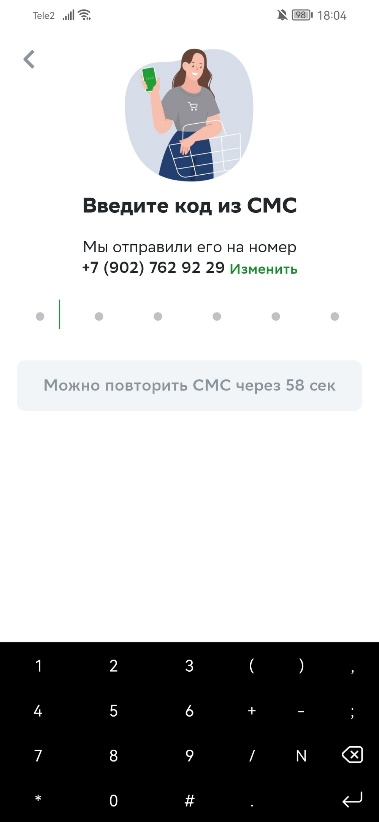 Tele2 98 18:04
Введите код из СМС
Мы отправили его на номер
+7 (902) 762 92 29 Изменить
Можно повторить СМС через 58 сек
1 2 3 ( ) ,
4 5 6 + - ;
7 8 9 / N
* 0 # .